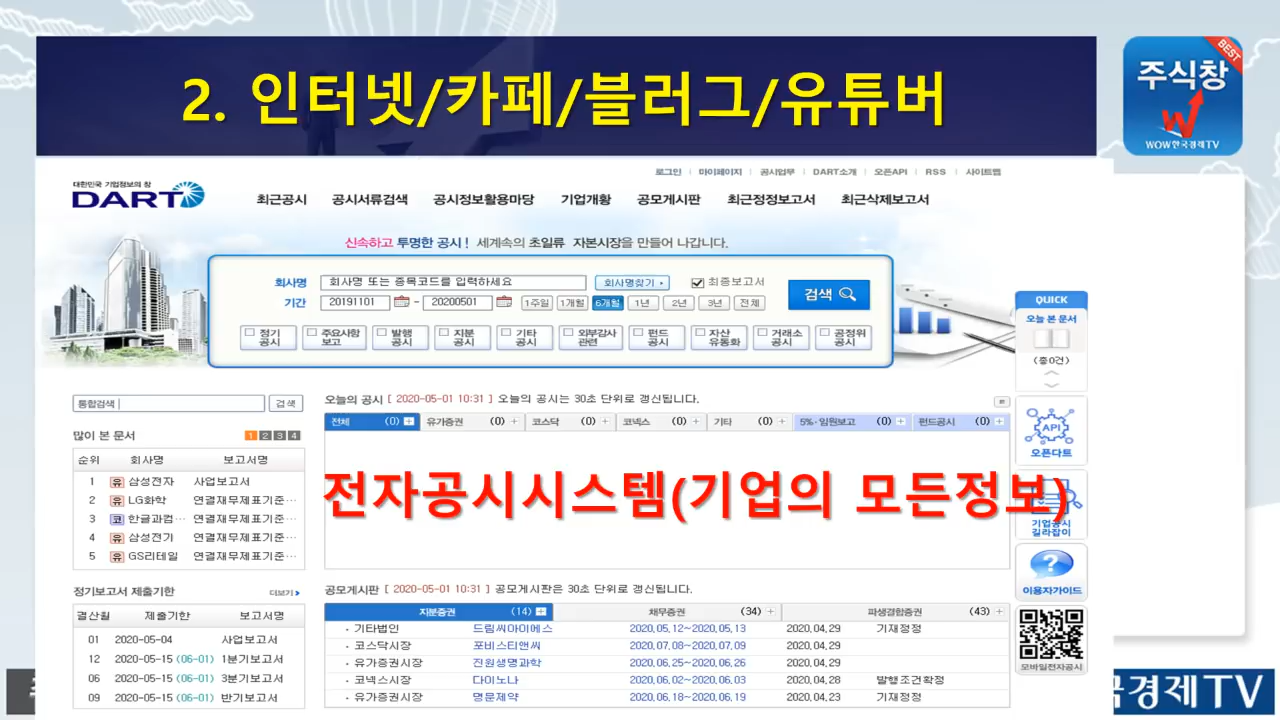 2. 인터넷/카페/블러그/유튜버
BEST
주식창
WOW한국경제TV
로그인 | 마이페이지 | 공시업무 | DART소개 | 오픈API | RSS | 사이트맵
대한민국 기업정보의 창
DART
최근공시 공시서류검색 공시정보활용마당 기업개황 공모게시판 최근정정보고서 최근삭제보고서
신속하고 투명한 공시! 세계속의 초일류 자본시장을 만들어 나갑니다.
회사명 회사명 또는 종목코드를 입력하세요 회사명찾기 최종보고서
기간 20191101 - 20200501 1주일 1개월 6개월 1년 2년 3년 전체
검색
정기공시 주요사항보고 발행공시 지분공시 기타공시 외부감사관련 펀드공시 자산유동화 거래소공시 공정위공시
QUICK
오늘 본 문서
(총0건)
통합검색 검색
오늘의 공시 [ 2020-05-01 10:31 ] 오늘의 공시는 30초 단위로 갱신됩니다.
전체 (0) 유가증권 (0) 코스닥 (0) 코넥스 (0) 기타 (0) 5%·임원보고 (0) 펀드공시 (0)
많이 본 문서 1 2 3 4
순위 회사명 보고서명
1 유 삼성전자 사업보고서
2 유 LG화학 연결재무제표기준…
3 코 한글과컴… 연결재무제표기준…
4 유 삼성전기 연결재무제표기준…
5 유 GS리테일 연결재무제표기준…
전자공시시스템(기업의 모든정보)
API
오픈다트
기업공시
길라잡이
이용자가이드
모바일전자공시
정기보고서 제출기한 더보기
결산월 제출기한 보고서명
01 2020-05-04 사업보고서
12 2020-05-15 (06-01) 1분기보고서
06 2020-05-15 (06-01) 3분기보고서
09 2020-05-15 (06-01) 반기보고서
공모게시판 [ 2020-05-01 10:31 ] 공모게시판은 30초 단위로 갱신됩니다.
지분증권 (14) 채무증권 (34) 파생결합증권 (43)
· 기타법인 드림씨아이에스 2020.05.12~2020.05.13 2020.04.29 기재정정
· 코스닥시장 포비스티앤씨 2020.07.08~2020.07.09 2020.04.29
· 유가증권시장 진원생명과학 2020.06.25~2020.06.26 2020.04.29
· 코넥스시장 다이노나 2020.06.02~2020.06.03 2020.04.28 발행조건확정
· 유가증권시장 명문제약 2020.06.18~2020.06.19 2020.04.23 기재정정
국경제TV